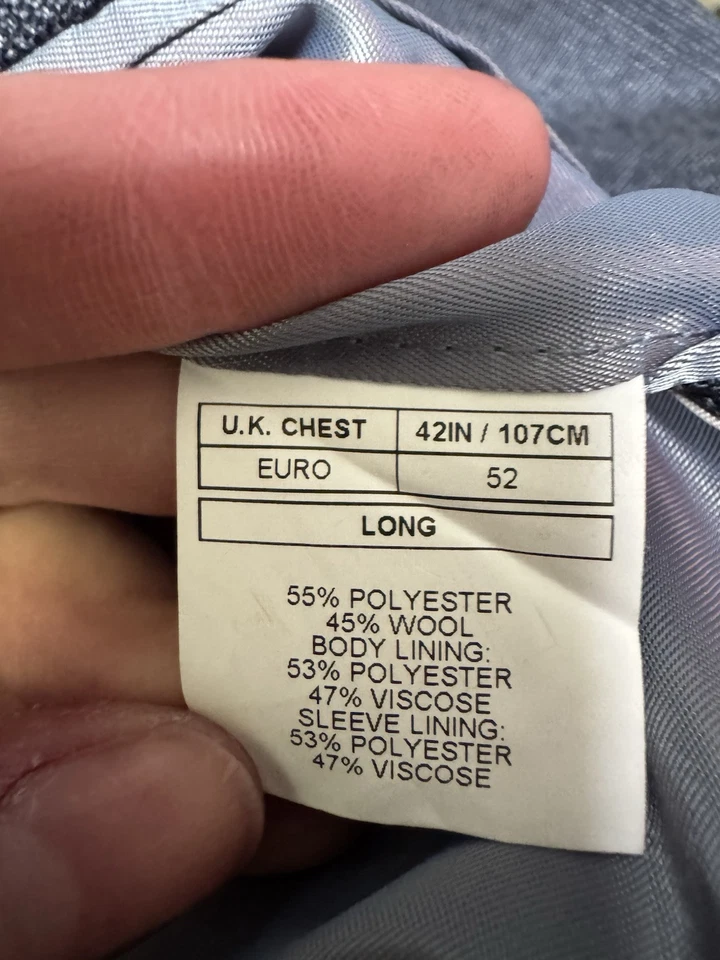 U.K. CHEST 42IN / 107CM
EURO 52
LONG
55% POLYESTER
45% WOOL
BODY LINING:
53% POLYESTER
47% VISCOSE
SLEEVE LINING:
53% POLYESTER
47% VISCOSE